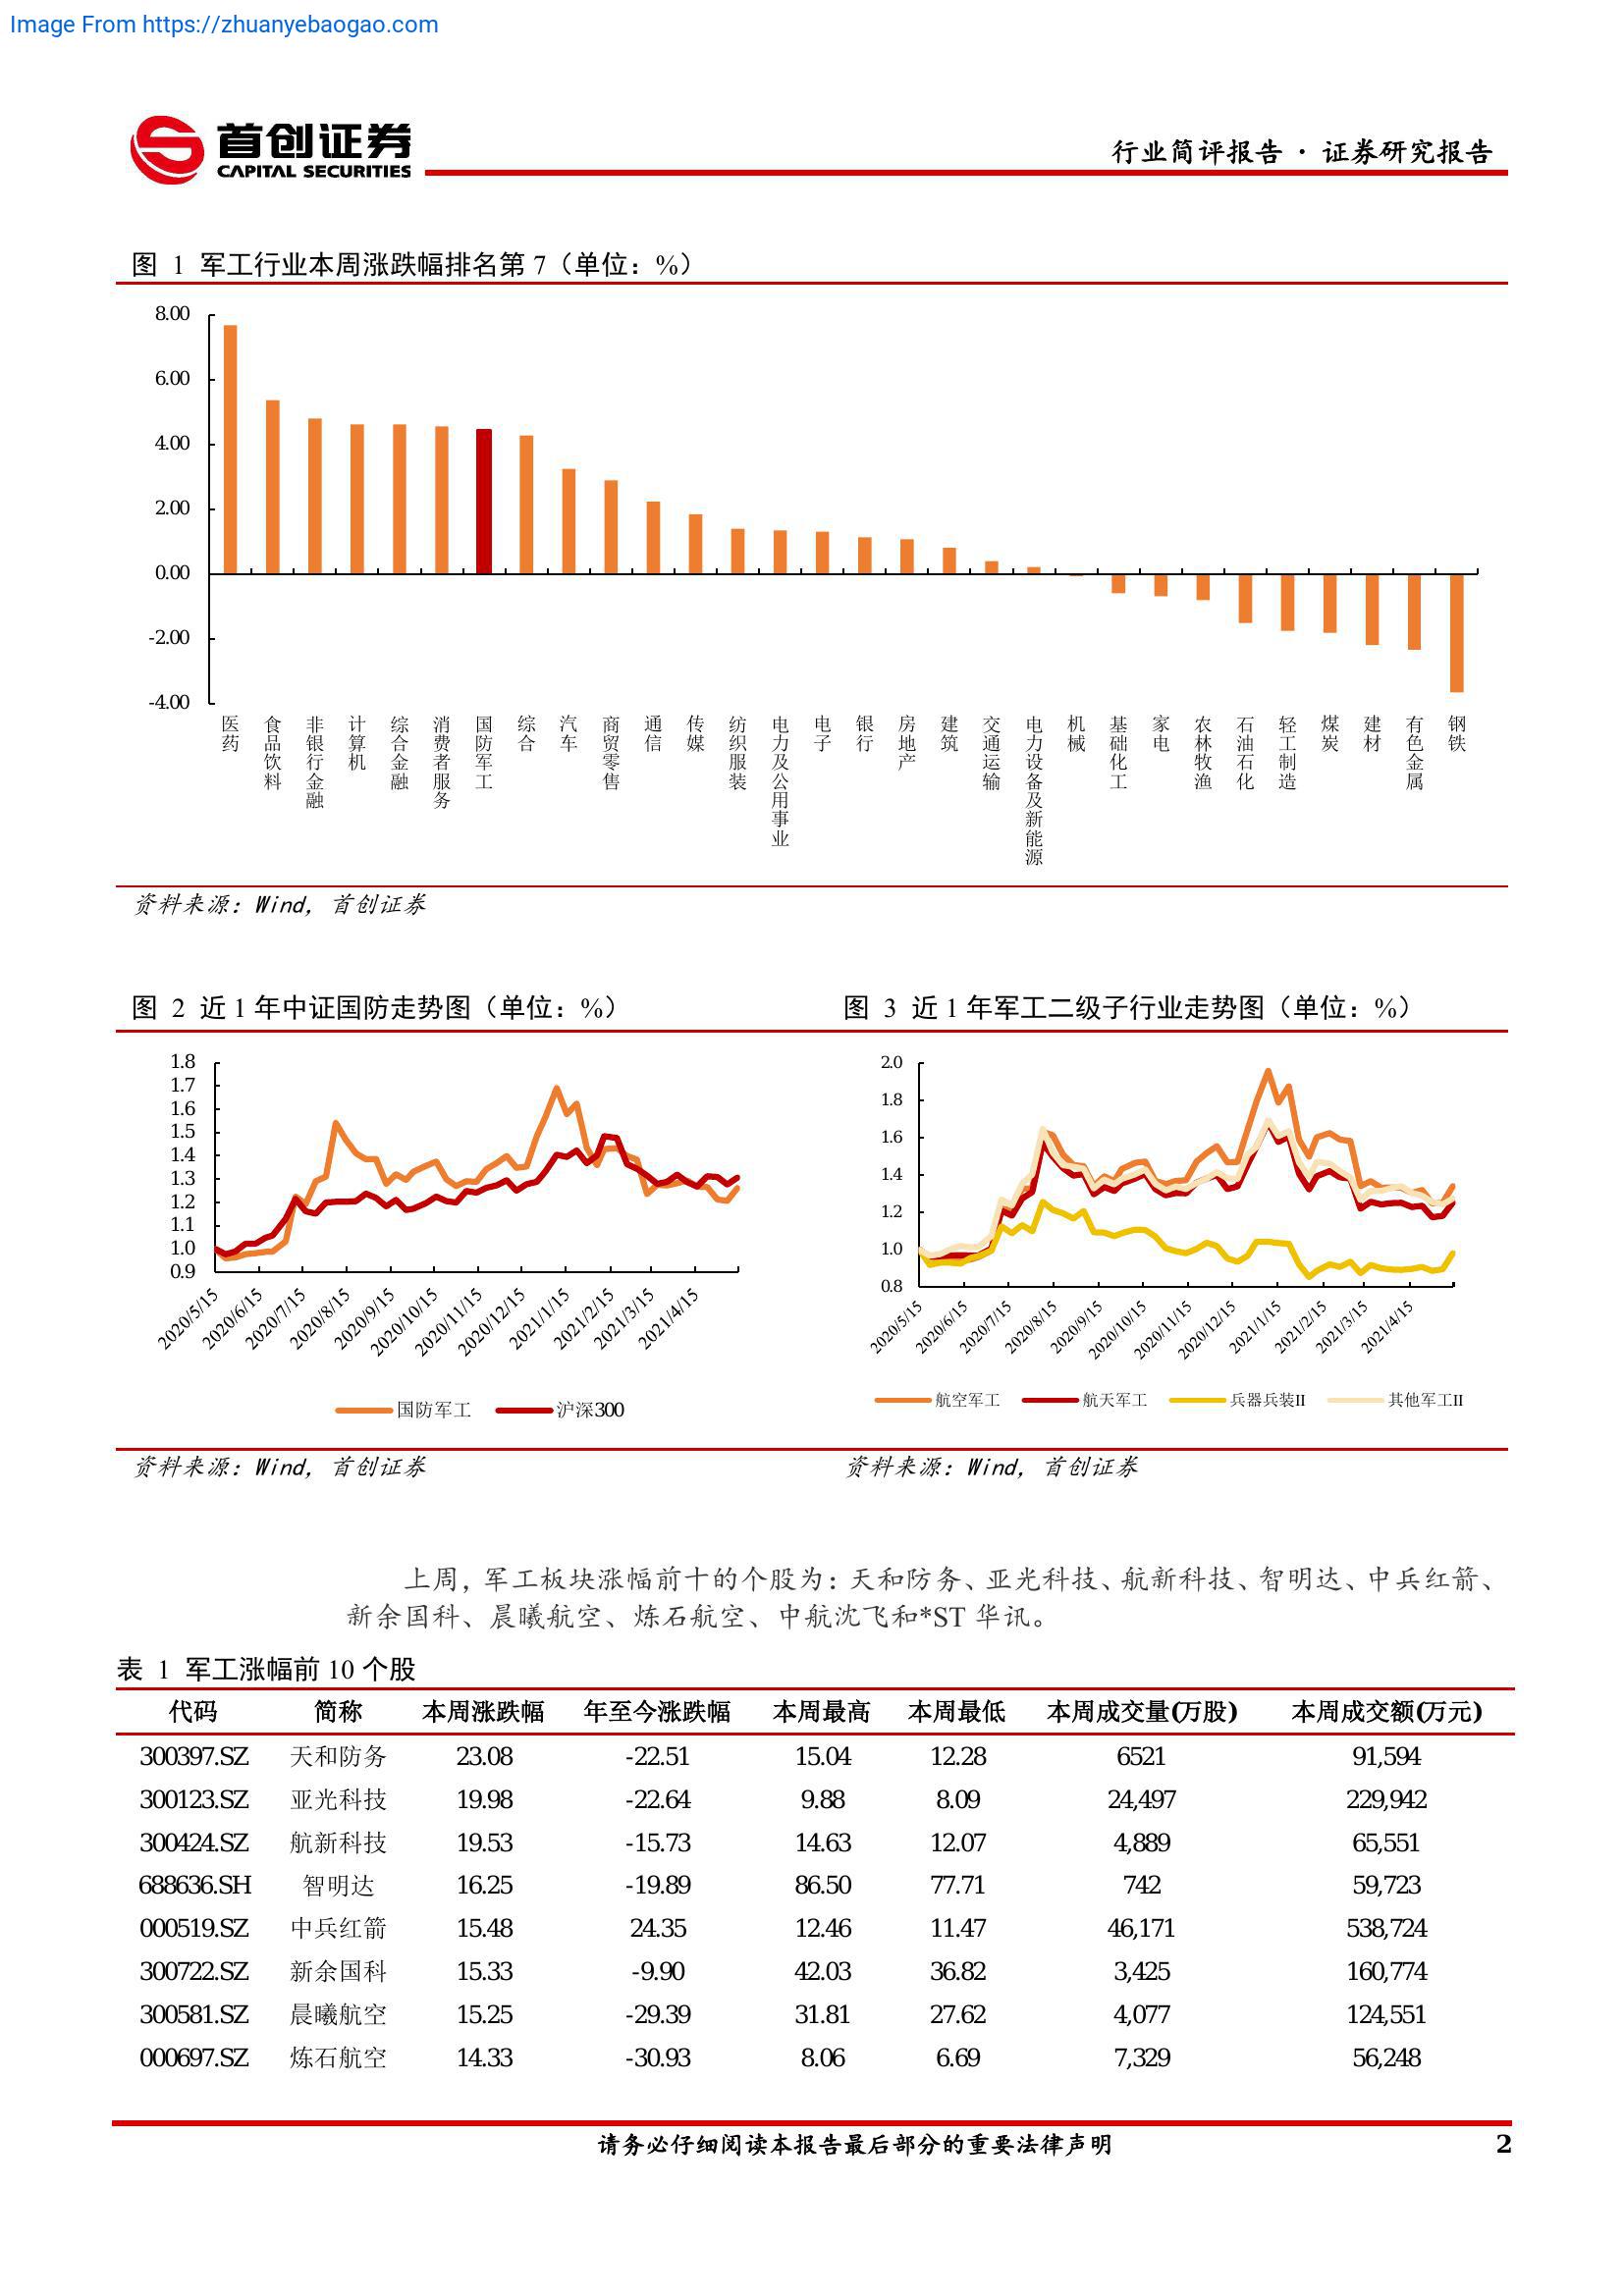 Image From https://zhuanyebaogao.com
首创证券
CAPITAL SECURITIES
行业简评报告 · 证券研究报告
图 1 军工行业本周涨跌幅排名第 7（单位：%）
8.00
6.00
4.00
2.00
0.00
-2.00
-4.00
医药 食品饮料 非银行金融 计算机 综合金融 消费者服务 国防军工 综合 汽车 商贸零售 通信 传媒 纺织服装 电力及公用事业 电子 银行 房地产 建筑 交通运输 电力设备及新能源 机械 基础化工 家电 农林牧渔 石油石化 轻工制造 煤炭 建材 有色金属 钢铁
资料来源：Wind, 首创证券
图 2 近 1 年中证国防走势图（单位：%）
1.8
1.7
1.6
1.5
1.4
1.3
1.2
1.1
1.0
0.9
2020/5/15 2020/6/15 2020/7/15 2020/8/15 2020/9/15 2020/10/15 2020/11/15 2020/12/15 2021/1/15 2021/2/15 2021/3/15 2021/4/15
国防军工 沪深300
资料来源：Wind, 首创证券
图 3 近 1 年军工二级子行业走势图（单位：%）
2.0
1.8
1.6
1.4
1.2
1.0
0.8
2020/5/15 2020/6/15 2020/7/15 2020/8/15 2020/9/15 2020/10/15 2020/11/15 2020/12/15 2021/1/15 2021/2/15 2021/3/15 2021/4/15
航空军工 航天军工 兵器兵装II 其他军工II
资料来源：Wind, 首创证券
上周，军工板块涨幅前十的个股为：天和防务、亚光科技、航新科技、智明达、中兵红箭、
新余国科、晨曦航空、炼石航空、中航沈飞和*ST 华讯。
表 1 军工涨幅前 10 个股
代码 简称 本周涨跌幅 年至今涨跌幅 本周最高 本周最低 本周成交量(万股) 本周成交额(万元)
300397.SZ 天和防务 23.08 -22.51 15.04 12.28 6521 91,594
300123.SZ 亚光科技 19.98 -22.64 9.88 8.09 24,497 229,942
300424.SZ 航新科技 19.53 -15.73 14.63 12.07 4,889 65,551
688636.SH 智明达 16.25 -19.89 86.50 77.71 742 59,723
000519.SZ 中兵红箭 15.48 24.35 12.46 11.47 46,171 538,724
300722.SZ 新余国科 15.33 -9.90 42.03 36.82 3,425 160,774
300581.SZ 晨曦航空 15.25 -29.39 31.81 27.62 4,077 124,551
000697.SZ 炼石航空 14.33 -30.93 8.06 6.69 7,329 56,248
请务必仔细阅读本报告最后部分的重要法律声明
2